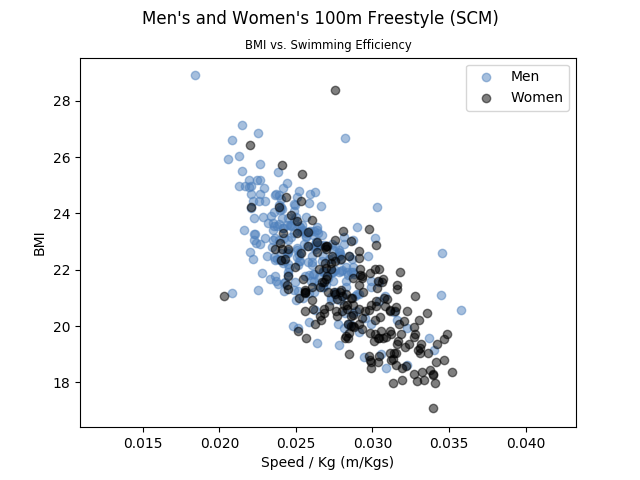 Men's and Women's 100m Freestyle (SCM)
BMI vs. Swimming Efficiency
Men
Women
28
26
24
22
20
18
BMI
0.015 0.020 0.025 0.030 0.035 0.040
Speed / Kg (m/Kgs)